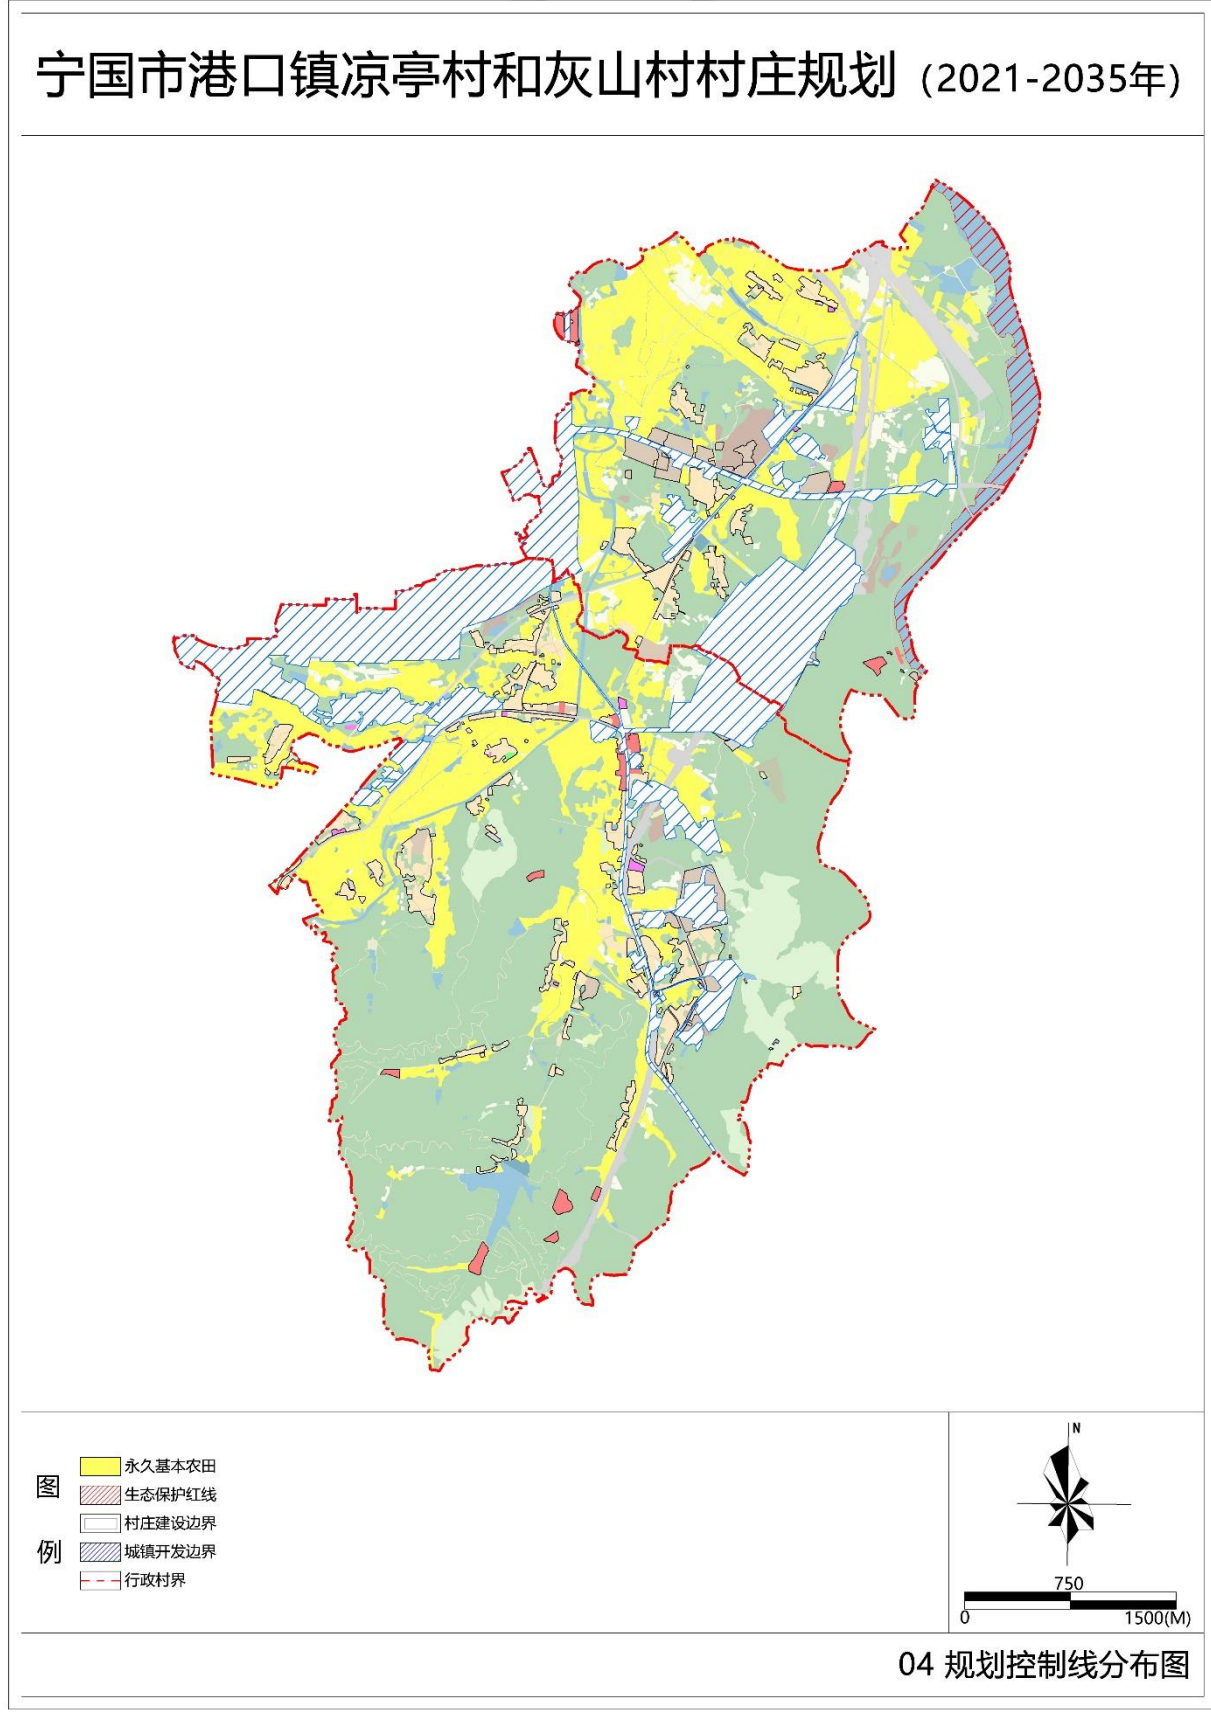 宁国市港口镇凉亭村和灰山村村庄规划（2021-2035年）
图例
永久基本农田
生态保护红线
村庄建设边界
城镇开发边界
行政村界
N
750
0 1500(M)
04 规划控制线分布图